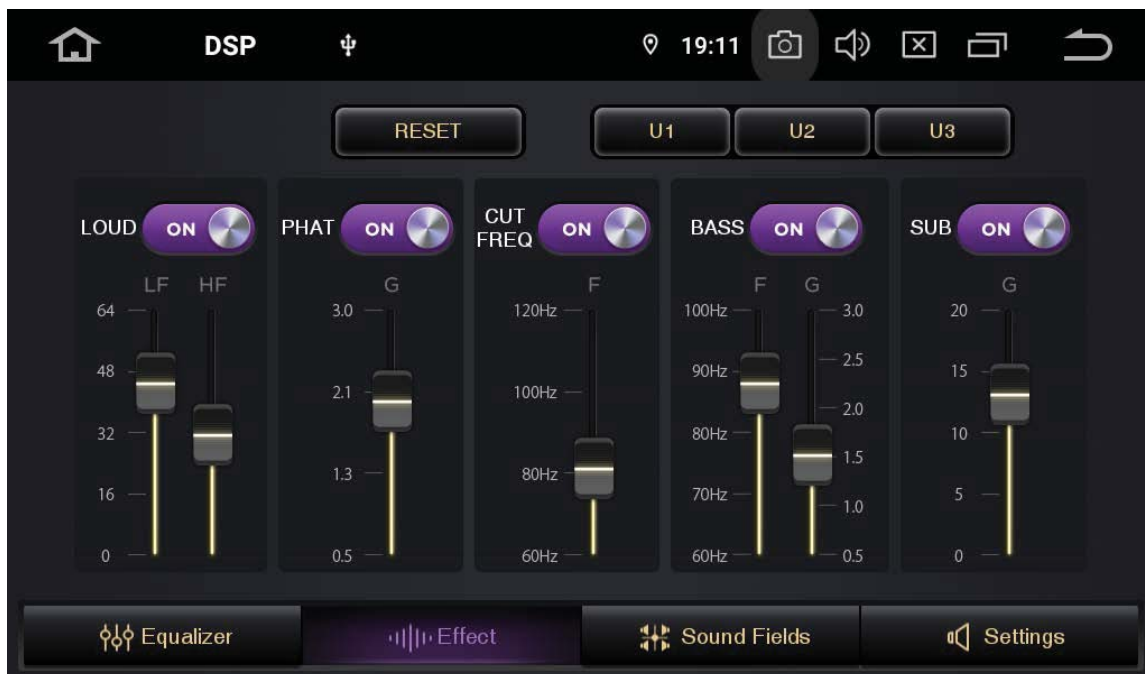 DSP 19:11
RESET U1 U2 U3
LOUD ON PHAT ON CUT FREQ ON BASS ON SUB ON
LF HF G F F G G
64 3.0 120Hz 100Hz 3.0 20
48 2.1 100Hz 90Hz 2.5 15
32 1.3 80Hz 80Hz 2.0 10
16 0.5 60Hz 70Hz 1.5 5
0 60Hz 1.0 0
0.5
Equalizer Effect Sound Fields Settings